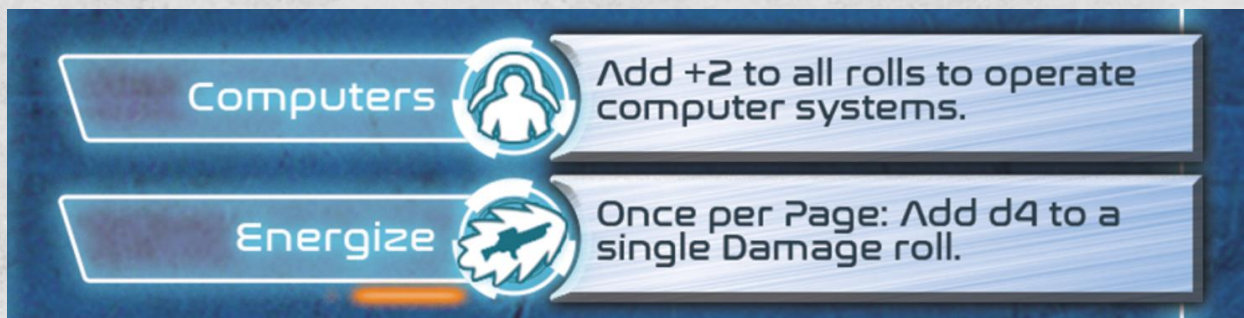 Computers
Add +2 to all rolls to operate
computer systems.
Energize
Once per Page: Add d4 to a
single Damage roll.